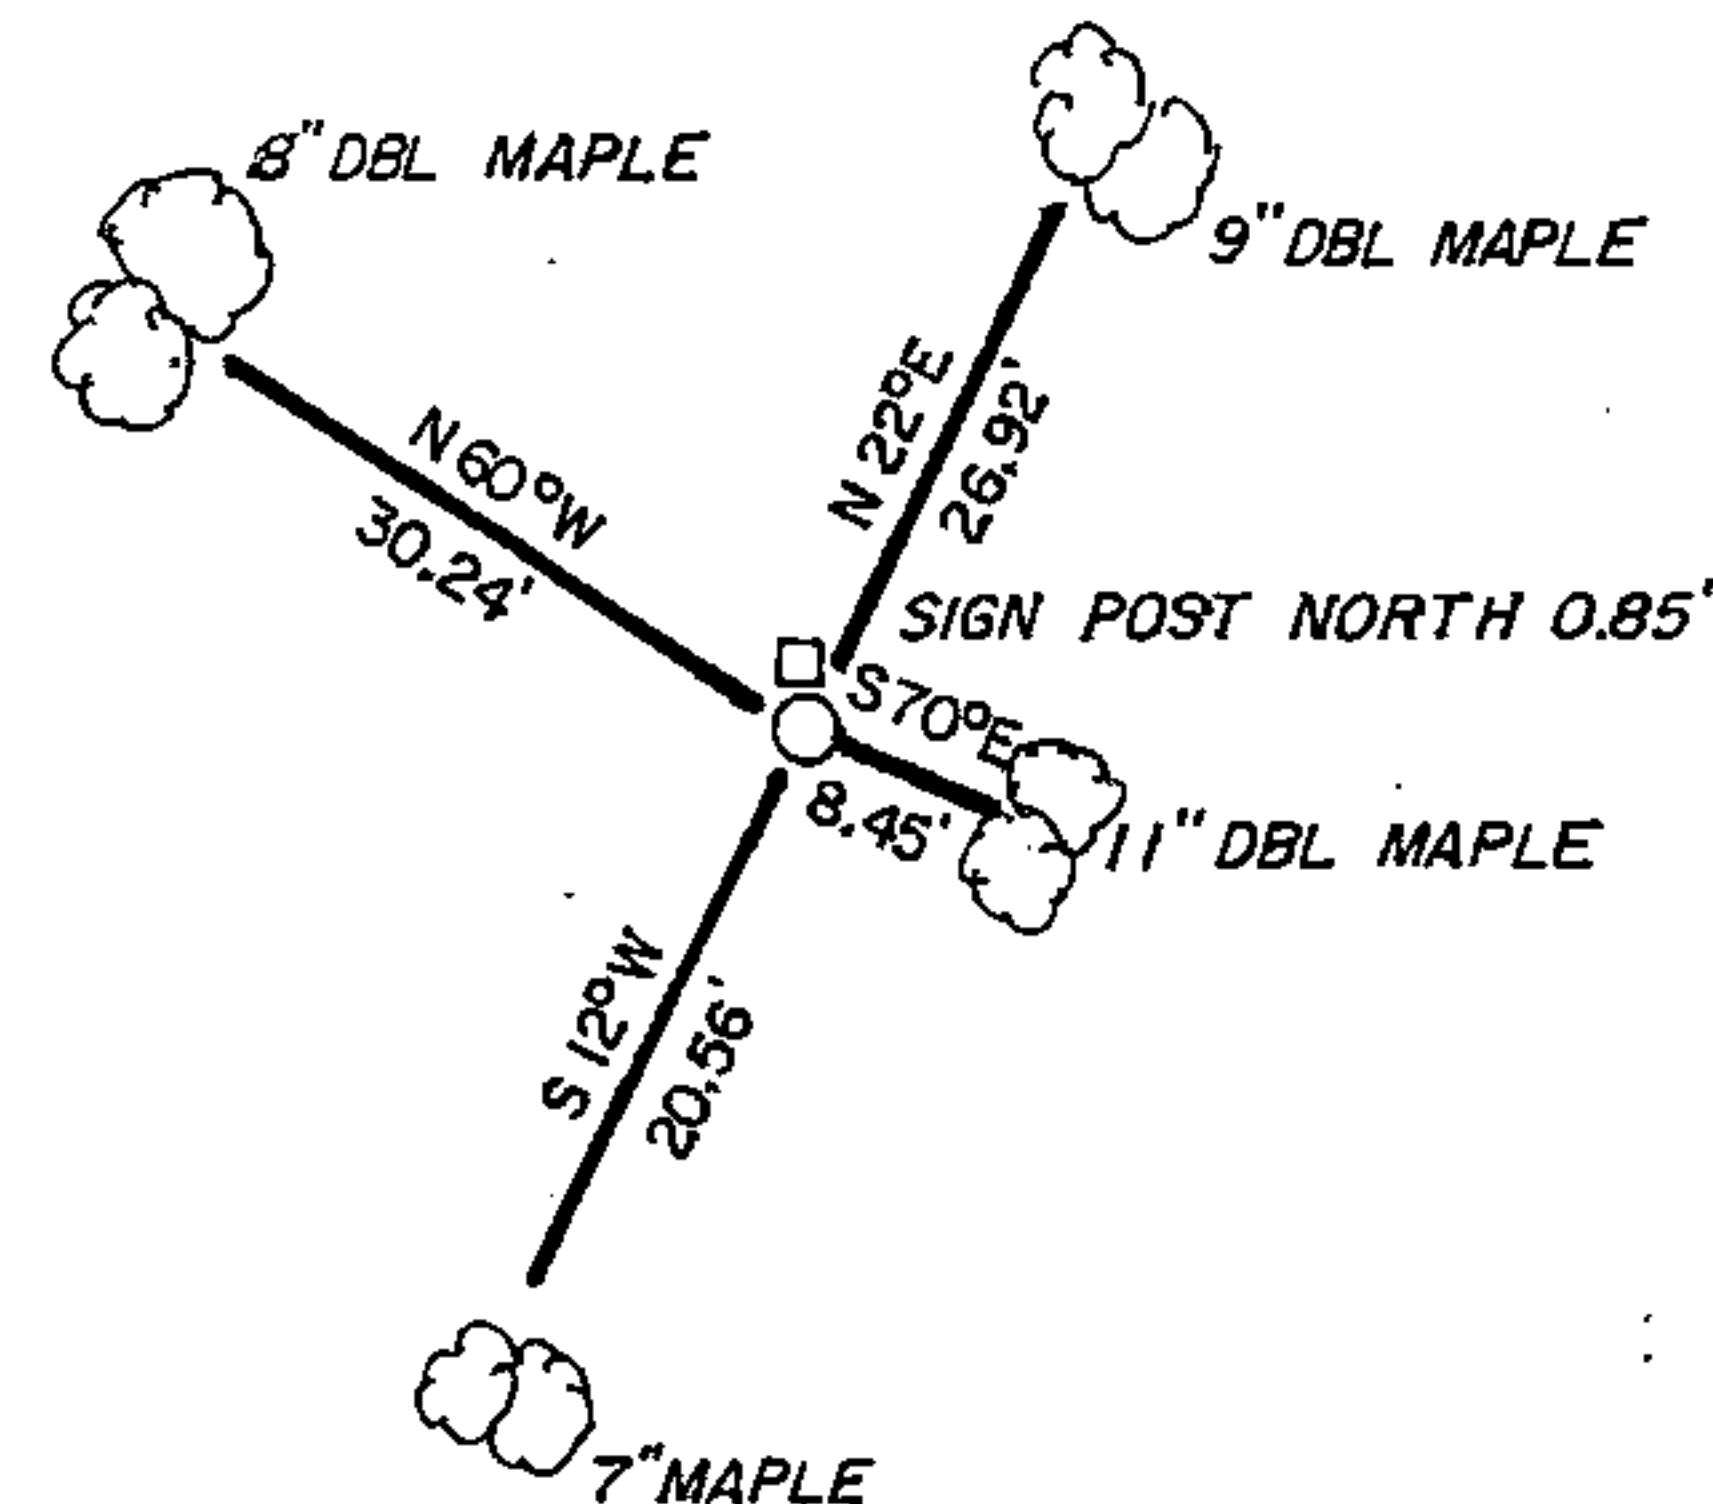 8" DBL MAPLE
9" DBL MAPLE
N 22°E
26.92'
N 60°W
30.24'
SIGN POST NORTH 0.85'
S 70°E
8.45'
11" DBL MAPLE
S 12°W
20.56'
7" MAPLE